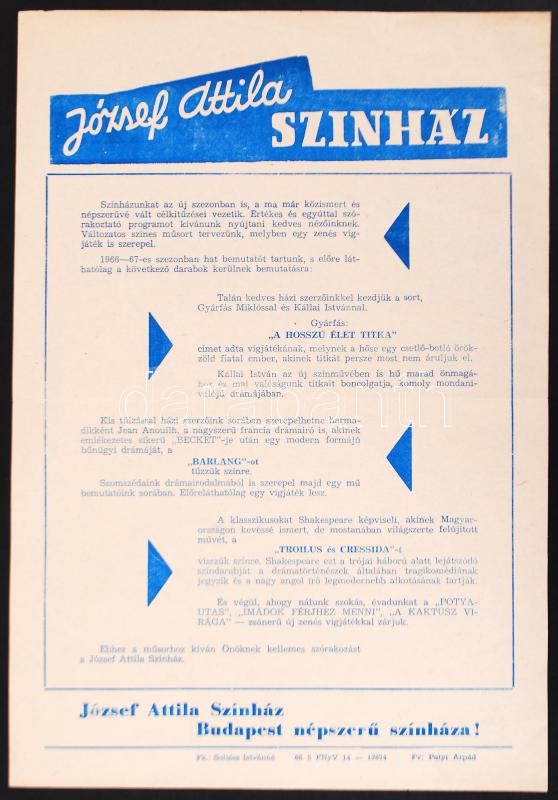 József Attila
SZINHÁZ
Színházunkat az új szezonban is, a ma már közismert és
népszerűvé vált célkitűzései vezetik. Értékes és egyúttal szó-
rakoztató programot kívánunk nyújtani kedves nézőinknek.
Változatos színes műsort tervezünk, melyben egy zenés víg-
játék is szerepel.
1966—67-es szezonban hat bemutatót tartunk, s előre lát-
hatólag a következő darabok kerülnek bemutatásra:
Talán kedves házi szerzőinkkel kezdjük a sort,
Gyárfás Miklóssal és Kállai Istvánnal.
Gyárfás:
„A HOSSZÚ ÉLET TITKA"
címet adta vígjátékának, melynek a hőse egy csetlő-botló örök-
zöld fiatal ember, akinek titkát persze most nem áruljuk el.
Kállai István az új színművében is hű marad önmagá-
hoz és mai valóságunk titkait boncolgatja, komoly mondani-
valójú drámájában.
Kis túlzással házi szerzőink sorában szerepelhetne harma-
dikként Jean Anouilh, a nagyszerű francia drámaíró is, akinek
emlékezetes sikerű „BECKET"-je után egy modern formájú
bűnügyi drámáját, a
„BARLANG"-ot
tűzzük színre.
Szomszédaink drámairodalmából is szerepel majd egy mű
bemutatóink sorában. Előreláthatólag egy vígjáték lesz.
A klasszikusokat Shakespeare képviseli, akinek Magyar-
országon kevéssé ismert, de mostanában világszerte felújított
művét, a
„TROILUS és CRESSIDA"-t
visszük színre. Shakespeare ezt a trójai háború alatt lejátszódó
színdarabját a drámatörténészek általában tragikomédiának
jegyzik és a nagy angol író legmodernebb alkotásának tartják.
És végül, ahogy nálunk szokás, évadunkat a „POTYA-
UTAS", „IMÁDOK FÉRJHEZ MENNI", „A KAKTUSZ VI-
RÁGA" — zsánerű új zenés vígjátékkal zárjuk.
Ehhez a műsorhoz kíván Önöknek kellemes szórakozást
a József Attila Színház.
József Attila Színház
Budapest népszerű színháza!
Fk.: Solász Istvánné 66 5 FNyV 14 — 12874 Fv: Patyi Árpád
darabanth